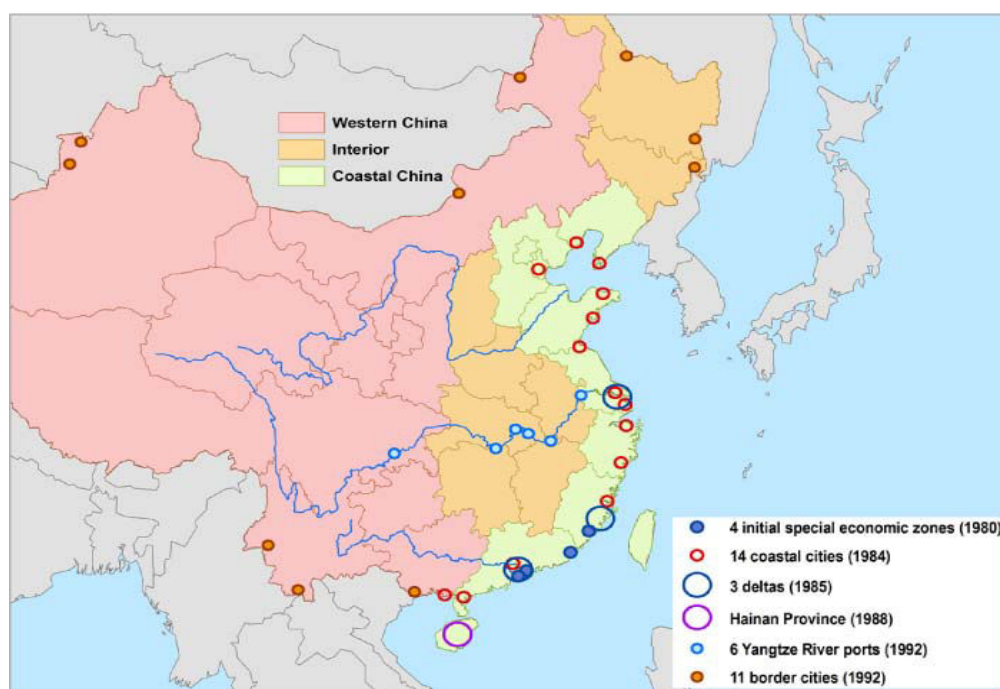 Western China
Interior
Coastal China
4 initial special economic zones (1980)
14 coastal cities (1984)
3 deltas (1985)
Hainan Province (1988)
6 Yangtze River ports (1992)
11 border cities (1992)